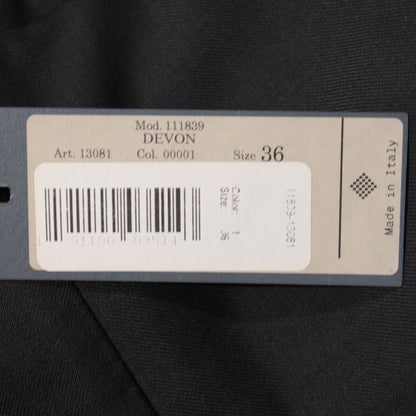 Mod. 111839
DEVON
Art. 13081 Col. 00001 Size 36
Color: 1
Size: 36
11839-13081
Made in Italy